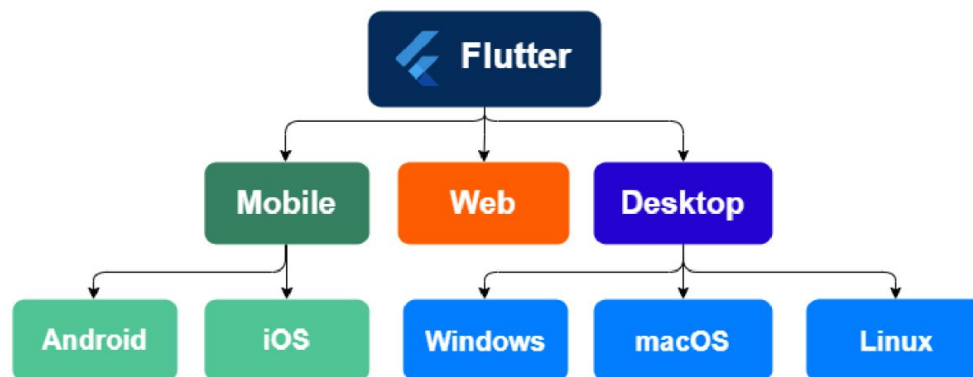 Flutter
Mobile
Web
Desktop
Android
iOS
Windows
macOS
Linux